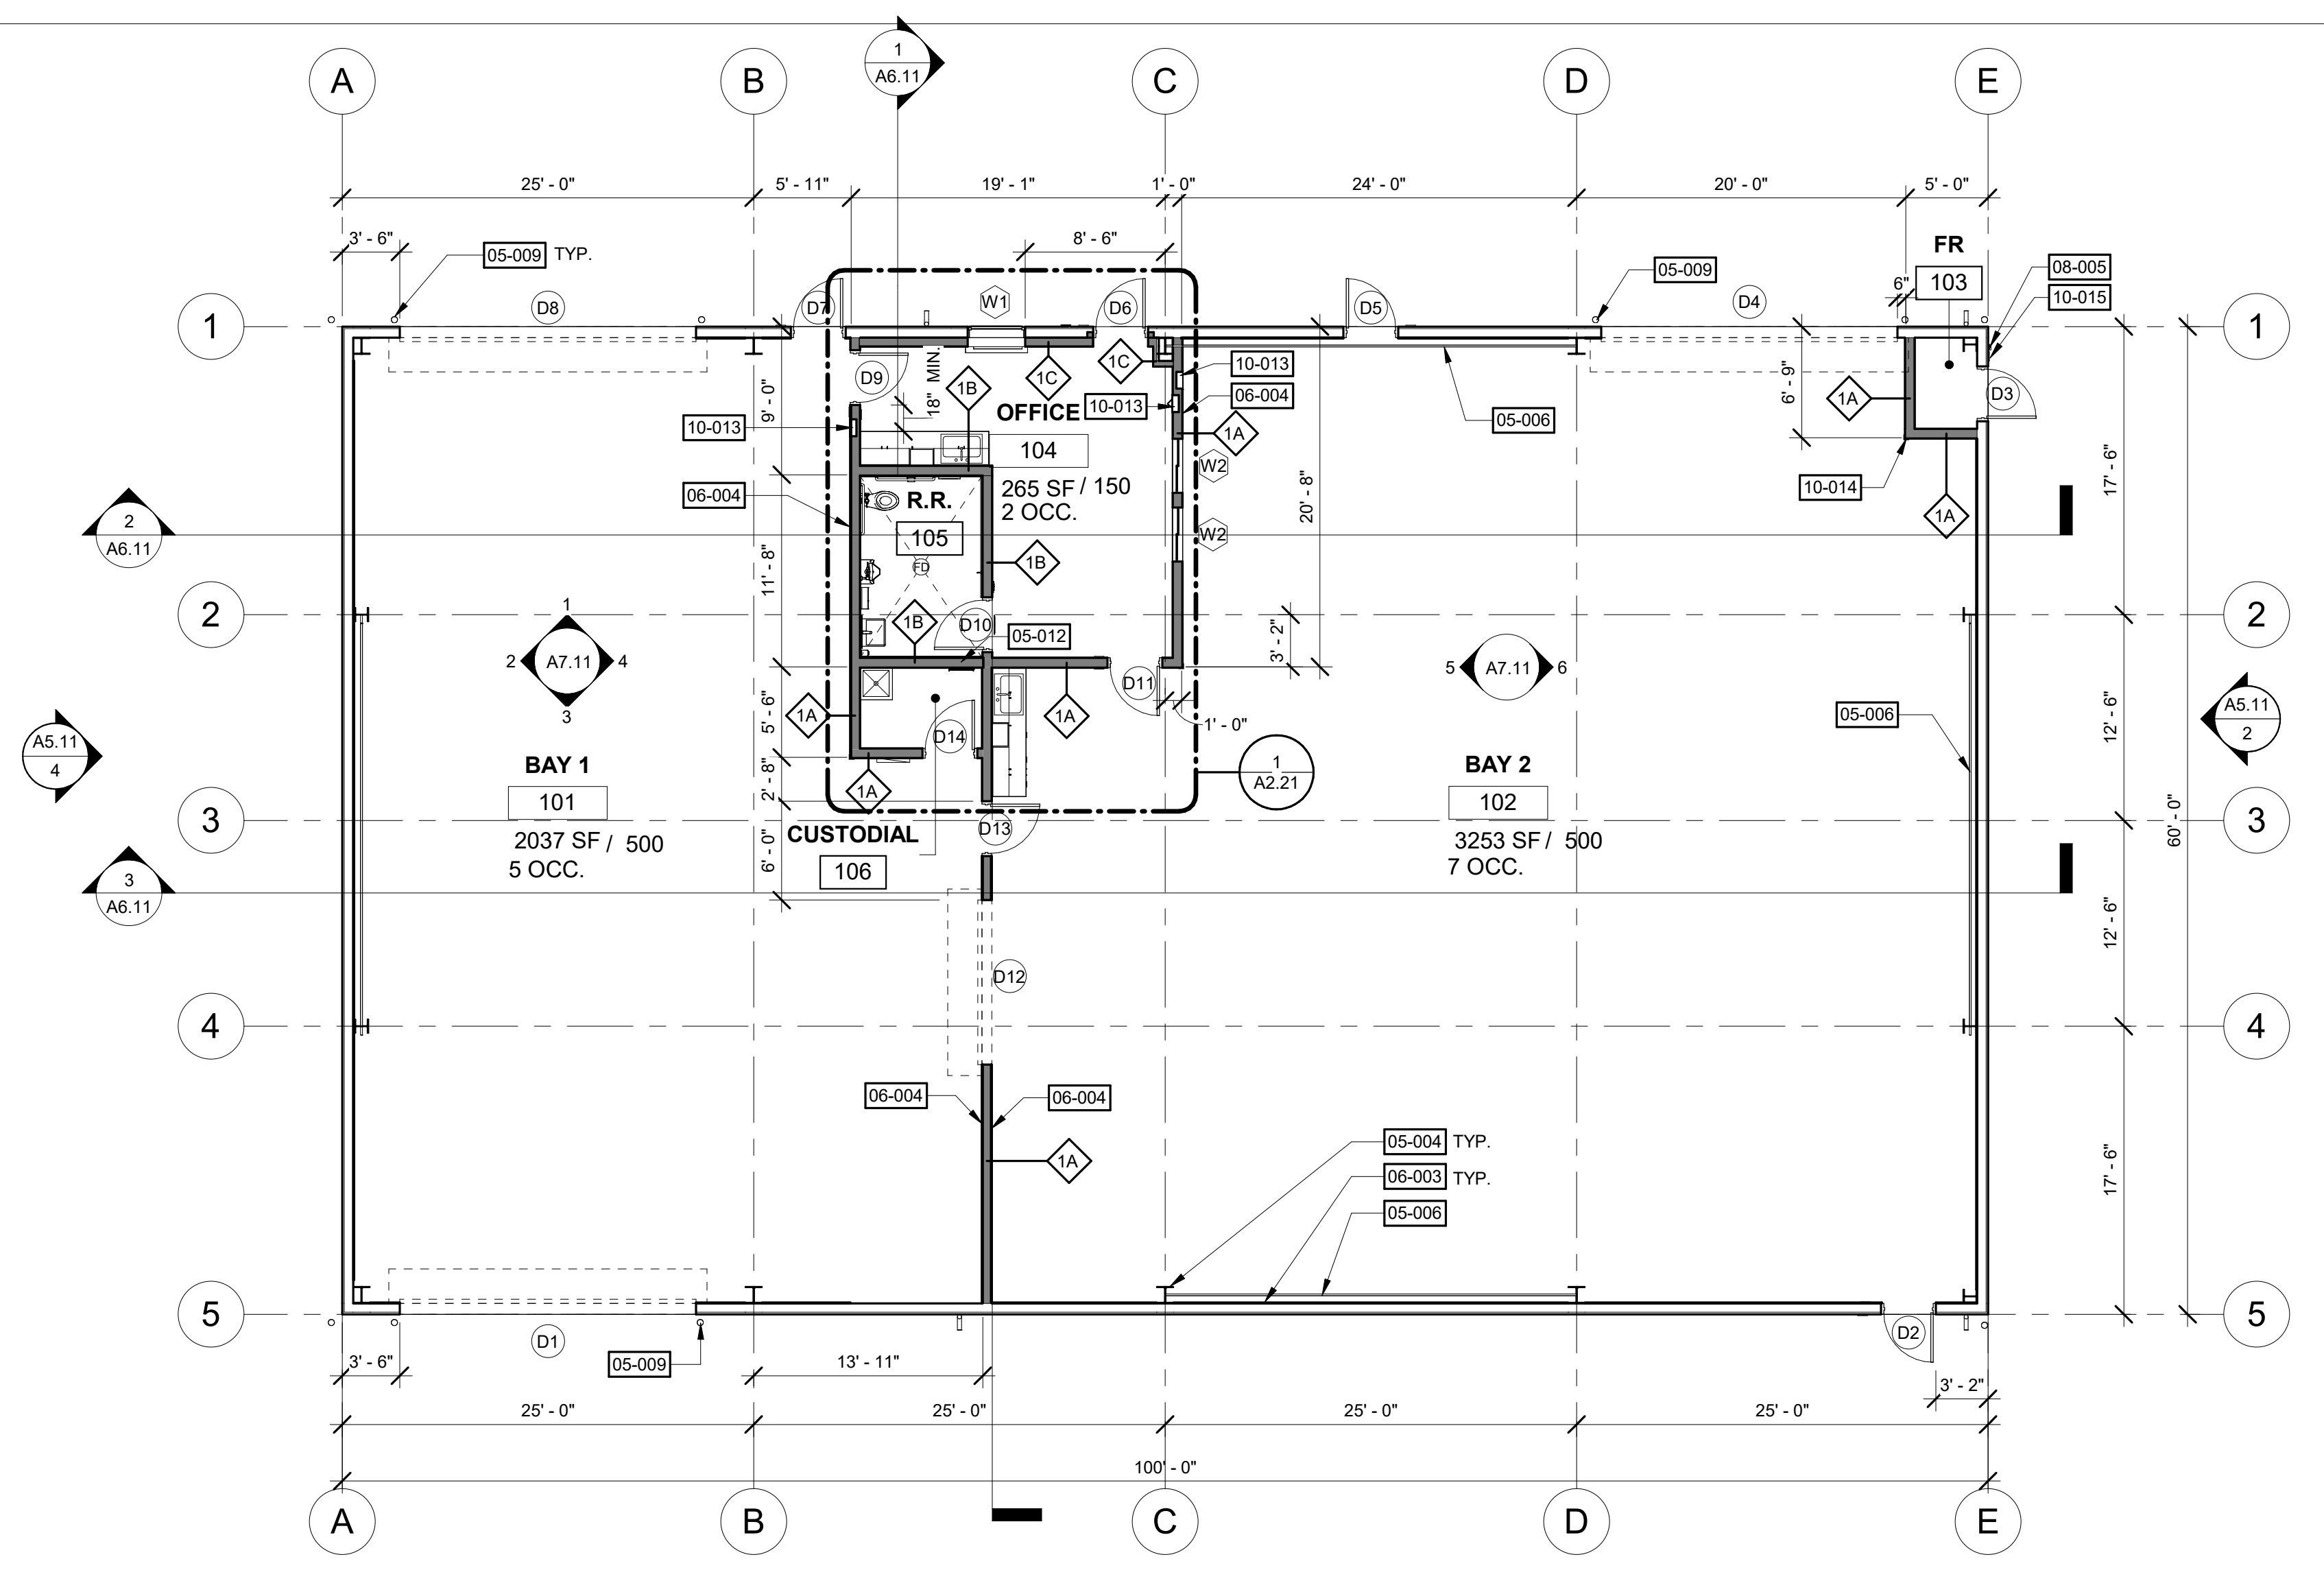 1
A6.11
A
B
C
D
E
25' - 0"
5' - 11"
19' - 1"
1' - 0"
24' - 0"
20' - 0"
5' - 0"
3' - 6"
05-009 TYP.
8' - 6"
05-009
FR
103
6"
08-005
10-015
D8
D7
W1
D6
D5
D4
1
1
D9
18" MIN.
1B
1C
1C
10-013
10-013
06-004
1A
D3
9' - 0"
6' - 9"
1A
OFFICE
104
265 SF / 150
2 OCC.
10-013
05-006
W2
W2
10-014
1A
17' - 6"
06-004
R.R.
105
FD
1B
20' - 8"
2
A6.11
11' - 8"
2
2
1B
D10
05-012
3' - 2"
1
2
A7.11
4
3
5
A7.11
6
D11
1A
1A
1' - 0"
05-006
12' - 6"
A5.11
2
A5.11
4
5' - 6"
D14
BAY 1
101
2037 SF / 500
5 OCC.
2' - 8"
1A
1
A2.21
BAY 2
102
3253 SF / 500
7 OCC.
60' - 0"
3
3
CUSTODIAL
106
D13
6' - 0"
3
A6.11
12' - 6"
D12
4
4
06-004
06-004
1A
05-004 TYP.
06-003 TYP.
05-006
17' - 6"
5
5
D1
05-009
D2
3' - 6"
13' - 11"
3' - 2"
25' - 0"
25' - 0"
25' - 0"
25' - 0"
100' - 0"
A
B
C
D
E